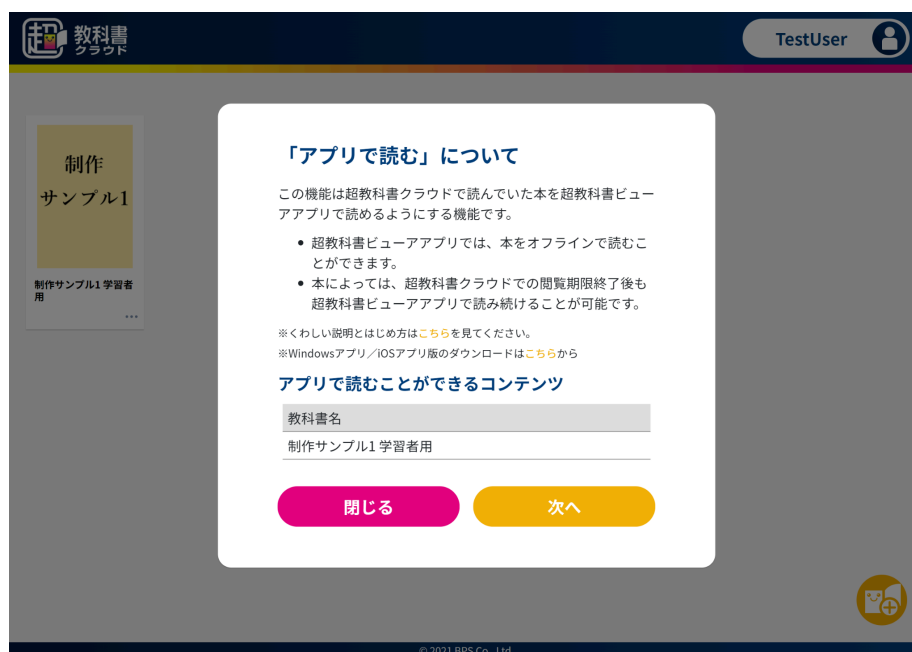 超 教科書
クラウド
TestUser
制作
サンプル1
制作サンプル1 学習者
用
…
「アプリで読む」について
この機能は超教科書クラウドで読んでいた本を超教科書ビュー
アアプリで読めるようにする機能です。
• 超教科書ビューアアプリでは、本をオフラインで読むこ
とができます。
• 本によっては、超教科書クラウドでの閲覧期限終了後も
超教科書ビューアアプリで読み続けることが可能です。
※くわしい説明とはじめ方はこちらを見てください。
※Windowsアプリ／iOSアプリ版のダウンロードはこちらから
アプリで読むことができるコンテンツ
教科書名
制作サンプル1 学習者用
閉じる
次へ
© 2021 BPS Co., Ltd.